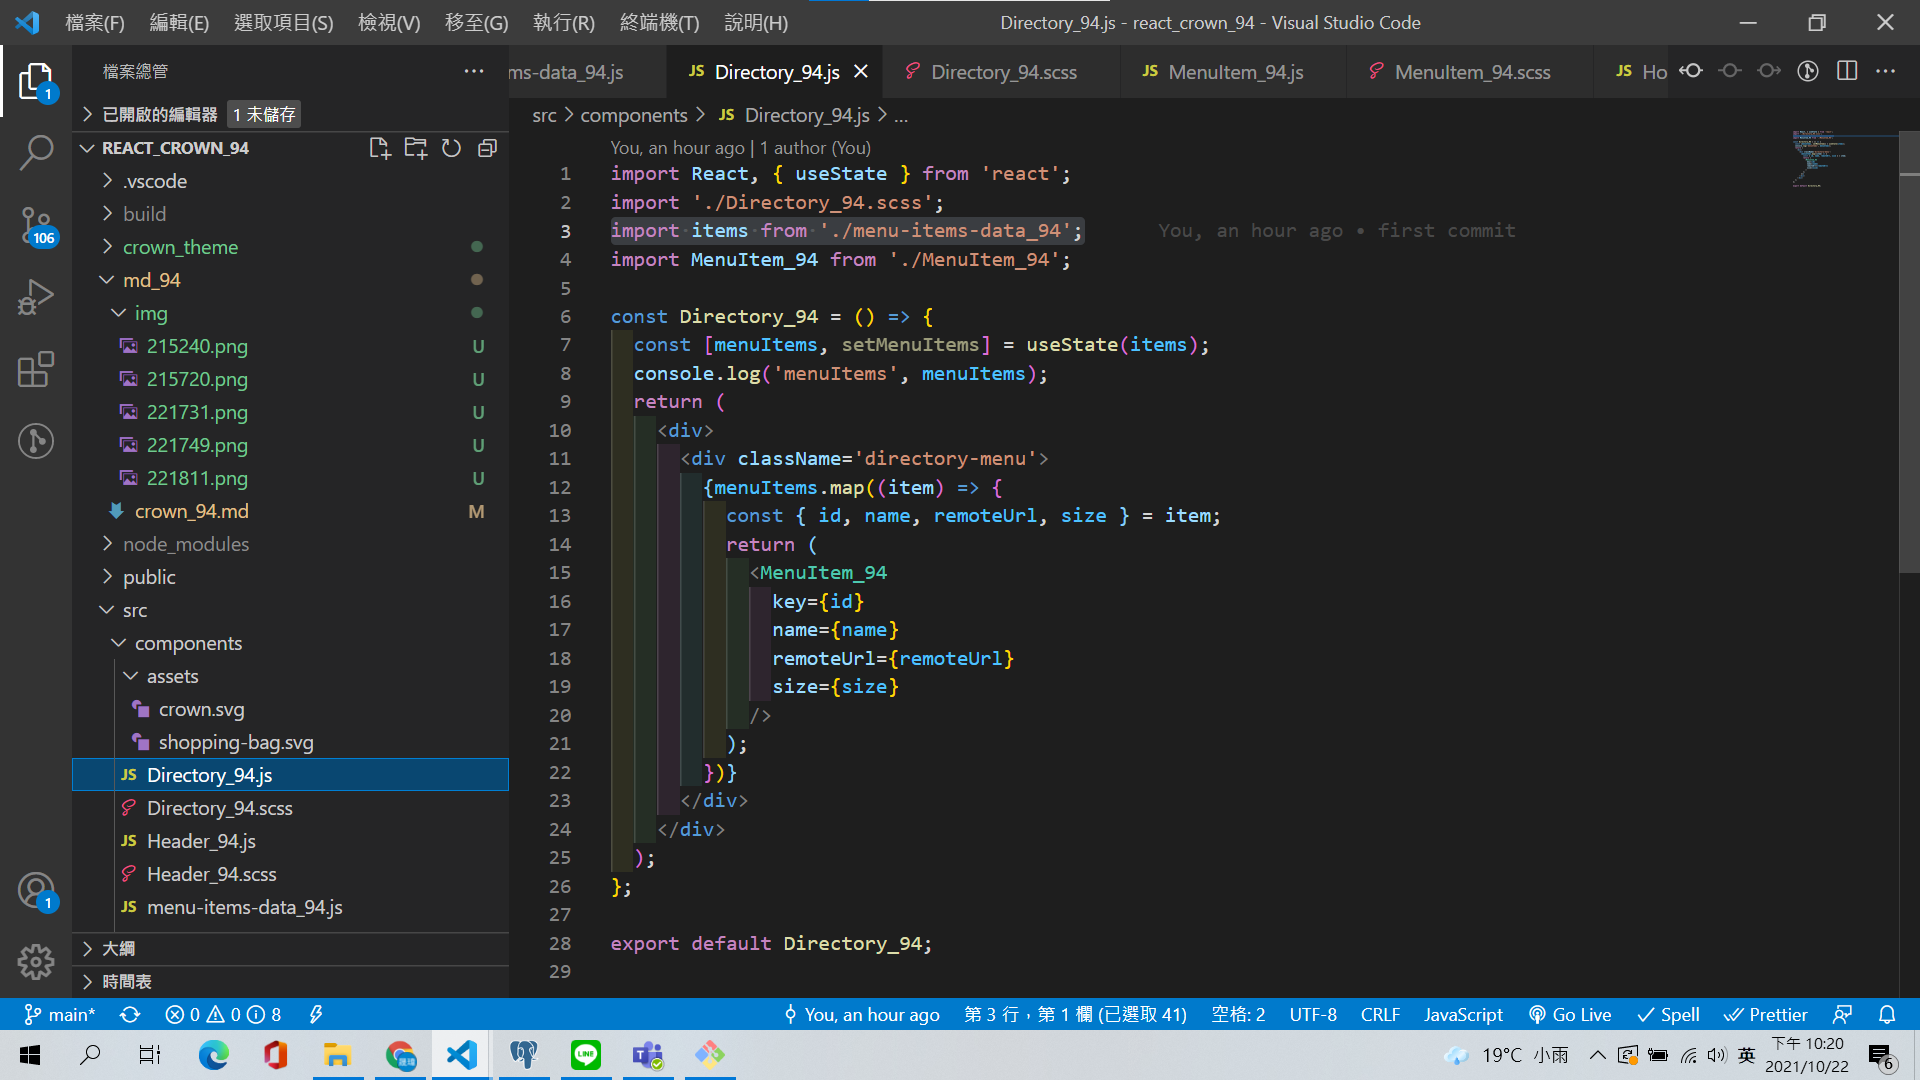 檔案(F) 編輯(E) 選取項目(S) 檢視(V) 移至(G) 執行(R) 終端機(T) 說明(H)
Directory_94.js - react_crown_94 - Visual Studio Code
檔案總管
ms-data_94.js
JS Directory_94.js
Directory_94.scss
JS MenuItem_94.js
MenuItem_94.scss
JS Ho
已開啟的編輯器 1 未儲存
REACT_CROWN_94
.vscode
build
crown_theme
md_94
img
215240.png U
215720.png U
221731.png U
221749.png U
221811.png U
crown_94.md M
node_modules
public
src
components
assets
crown.svg
shopping-bag.svg
JS Directory_94.js
Directory_94.scss
JS Header_94.js
Header_94.scss
JS menu-items-data_94.js
大綱
時間表
1
106
1
src > components > JS Directory_94.js > ...
You, an hour ago | 1 author (You)
1 import React, { useState } from 'react';
2 import './Directory_94.scss';
3 import items from './menu-items-data_94'; You, an hour ago • first commit
4 import MenuItem_94 from './MenuItem_94';
5
6 const Directory_94 = () => {
7 const [menuItems, setMenuItems] = useState(items);
8 console.log('menuItems', menuItems);
9 return (
10 <div>
11 <div className='directory-menu'>
12 {menuItems.map((item) => {
13 const { id, name, remoteUrl, size } = item;
14 return (
15 <MenuItem_94
16 key={id}
17 name={name}
18 remoteUrl={remoteUrl}
19 size={size}
20 />
21 );
22 })}
23 </div>
24 </div>
25 );
26 };
27
28 export default Directory_94;
29
main* 0 0 8
You, an hour ago 第 3 行，第 1 欄 (已選取 41) 空格: 2 UTF-8 CRLF JavaScript Go Live Spell Prettier
19°C 小雨 英 下午 10:20
2021/10/22
6